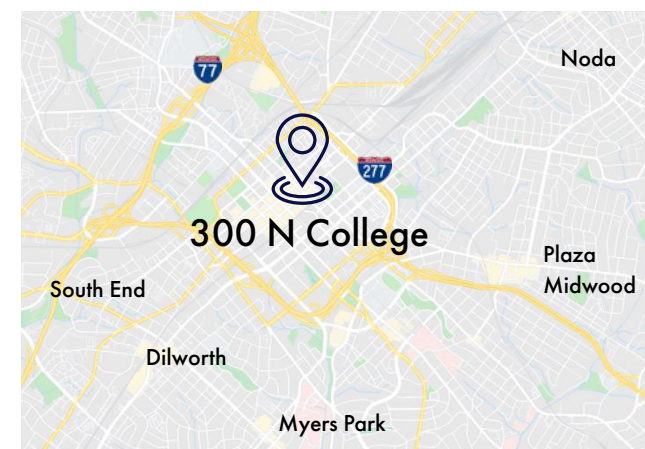 Noda
77
277
300 N College
Plaza
Midwood
South End
Dilworth
Myers Park